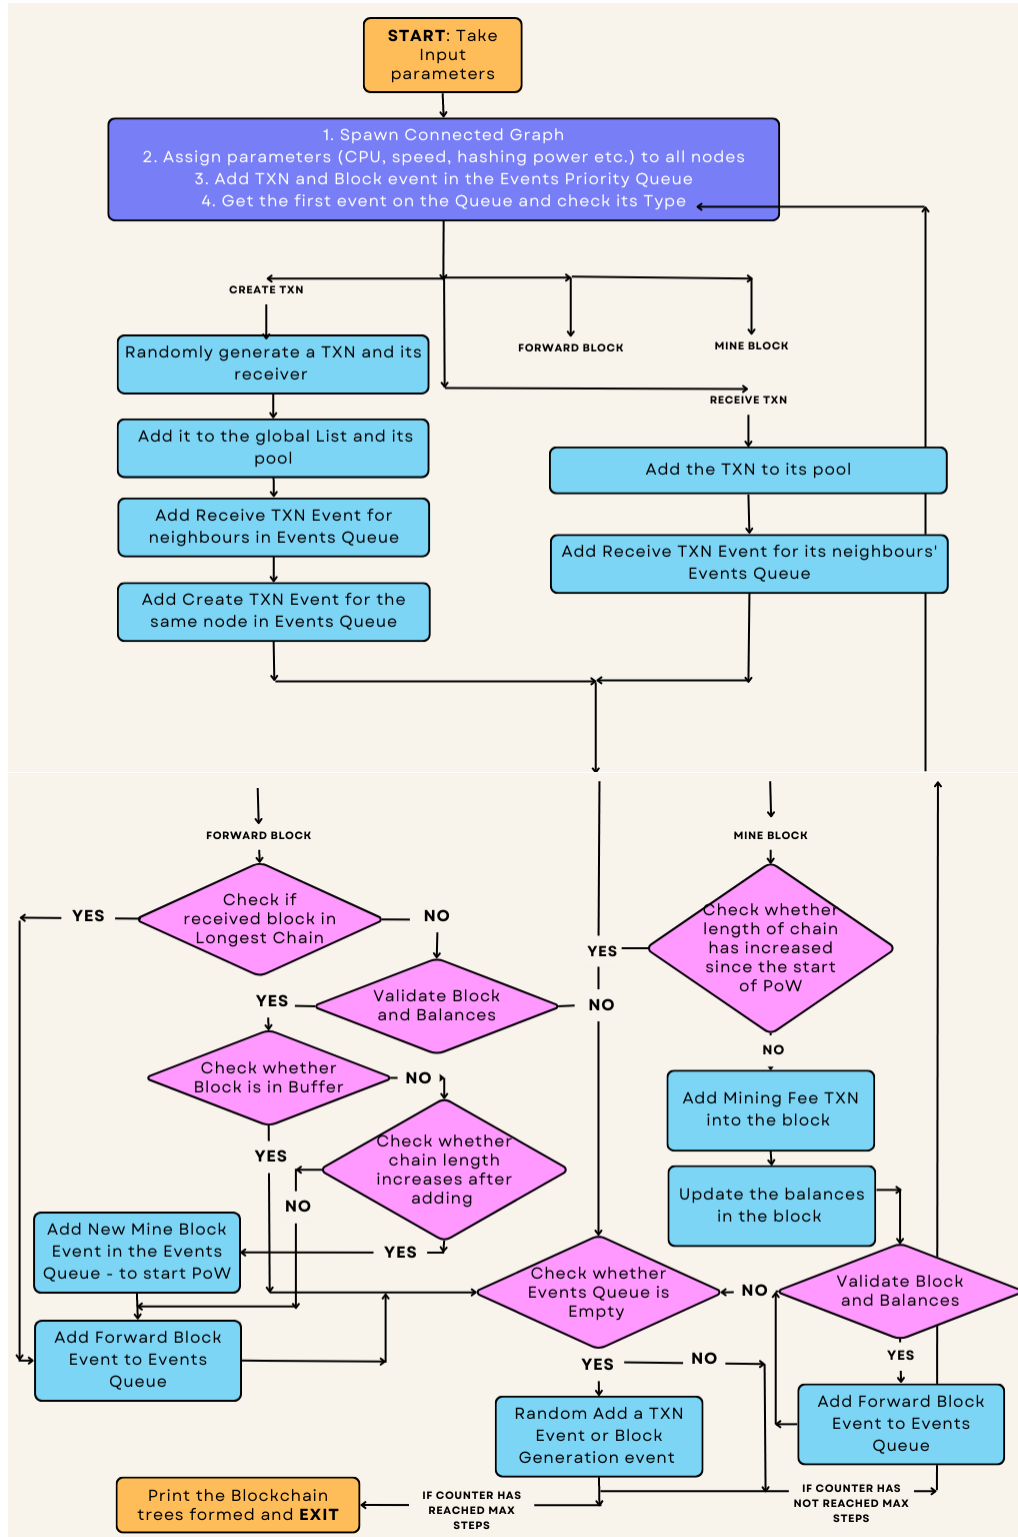 START: Take
Input
parameters
1. Spawn Connected Graph
2. Assign parameters (CPU, speed, hashing power etc.) to all nodes
3. Add TXN and Block event in the Events Priority Queue
4. Get the first event on the Queue and check its Type
CREATE TXN
FORWARD BLOCK
MINE BLOCK
RECEIVE TXN
Randomly generate a TXN and its
receiver
Add it to the global List and its
pool
Add Receive TXN Event for
neighbours in Events Queue
Add Create TXN Event for the
same node in Events Queue
Add the TXN to its pool
Add Receive TXN Event for its neighbours'
Events Queue
FORWARD BLOCK
Check if
received block in
Longest Chain
YES
NO
Validate Block
and Balances
YES
NO
Check whether
Block is in Buffer
NO
YES
Check whether
chain length
increases after
adding
NO
YES
Add New Mine Block
Event in the Events
Queue - to start PoW
Add Forward Block
Event to Events
Queue
MINE BLOCK
Check whether
length of chain
has increased
since the start
of PoW
YES
NO
Add Mining Fee TXN
into the block
Update the balances
in the block
Validate Block
and Balances
NO
YES
Add Forward Block
Event to Events
Queue
Check whether
Events Queue is
Empty
YES
NO
Random Add a TXN
Event or Block
Generation event
IF COUNTER HAS
REACHED MAX
STEPS
IF COUNTER HAS
NOT REACHED MAX
STEPS
Print the Blockchain
trees formed and EXIT